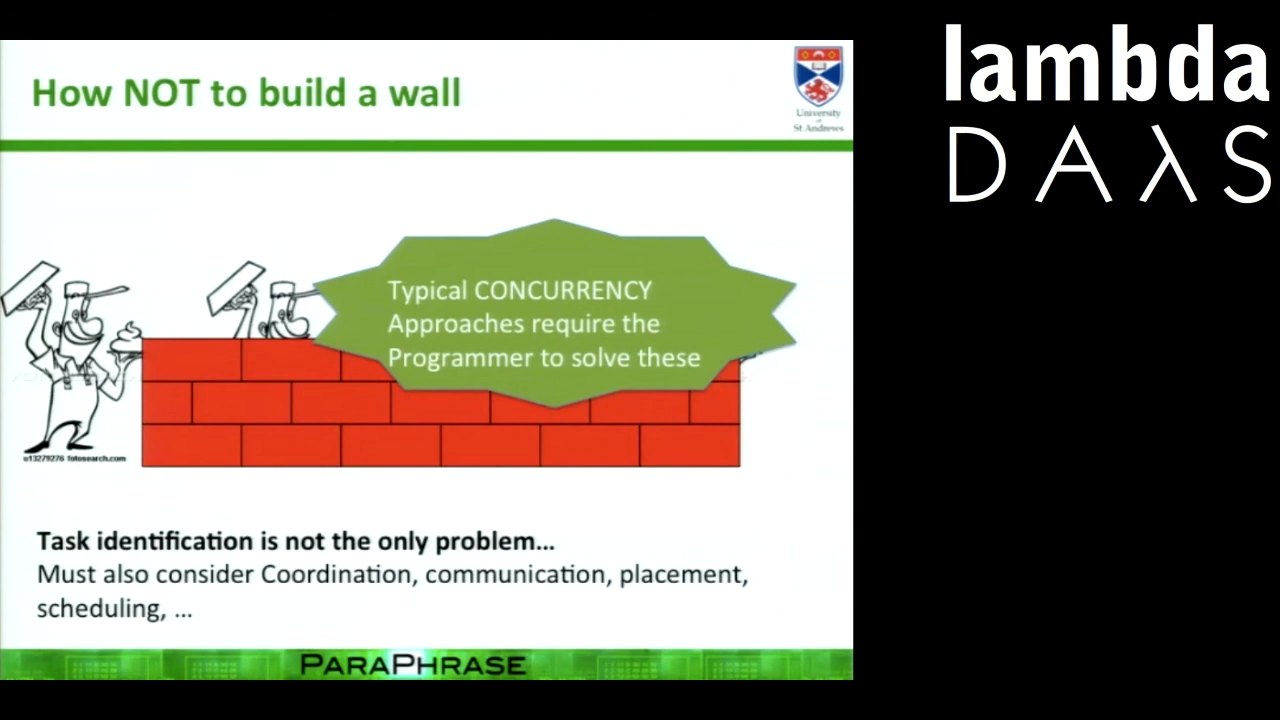 How NOT to build a wall
University
of
St Andrews
lambda
DAλS
Typical CONCURRENCY
Approaches require the
Programmer to solve these
u13279276 fotosearch.com
Task identification is not the only problem...
Must also consider Coordination, communication, placement,
scheduling, ...
PARAPHRASE